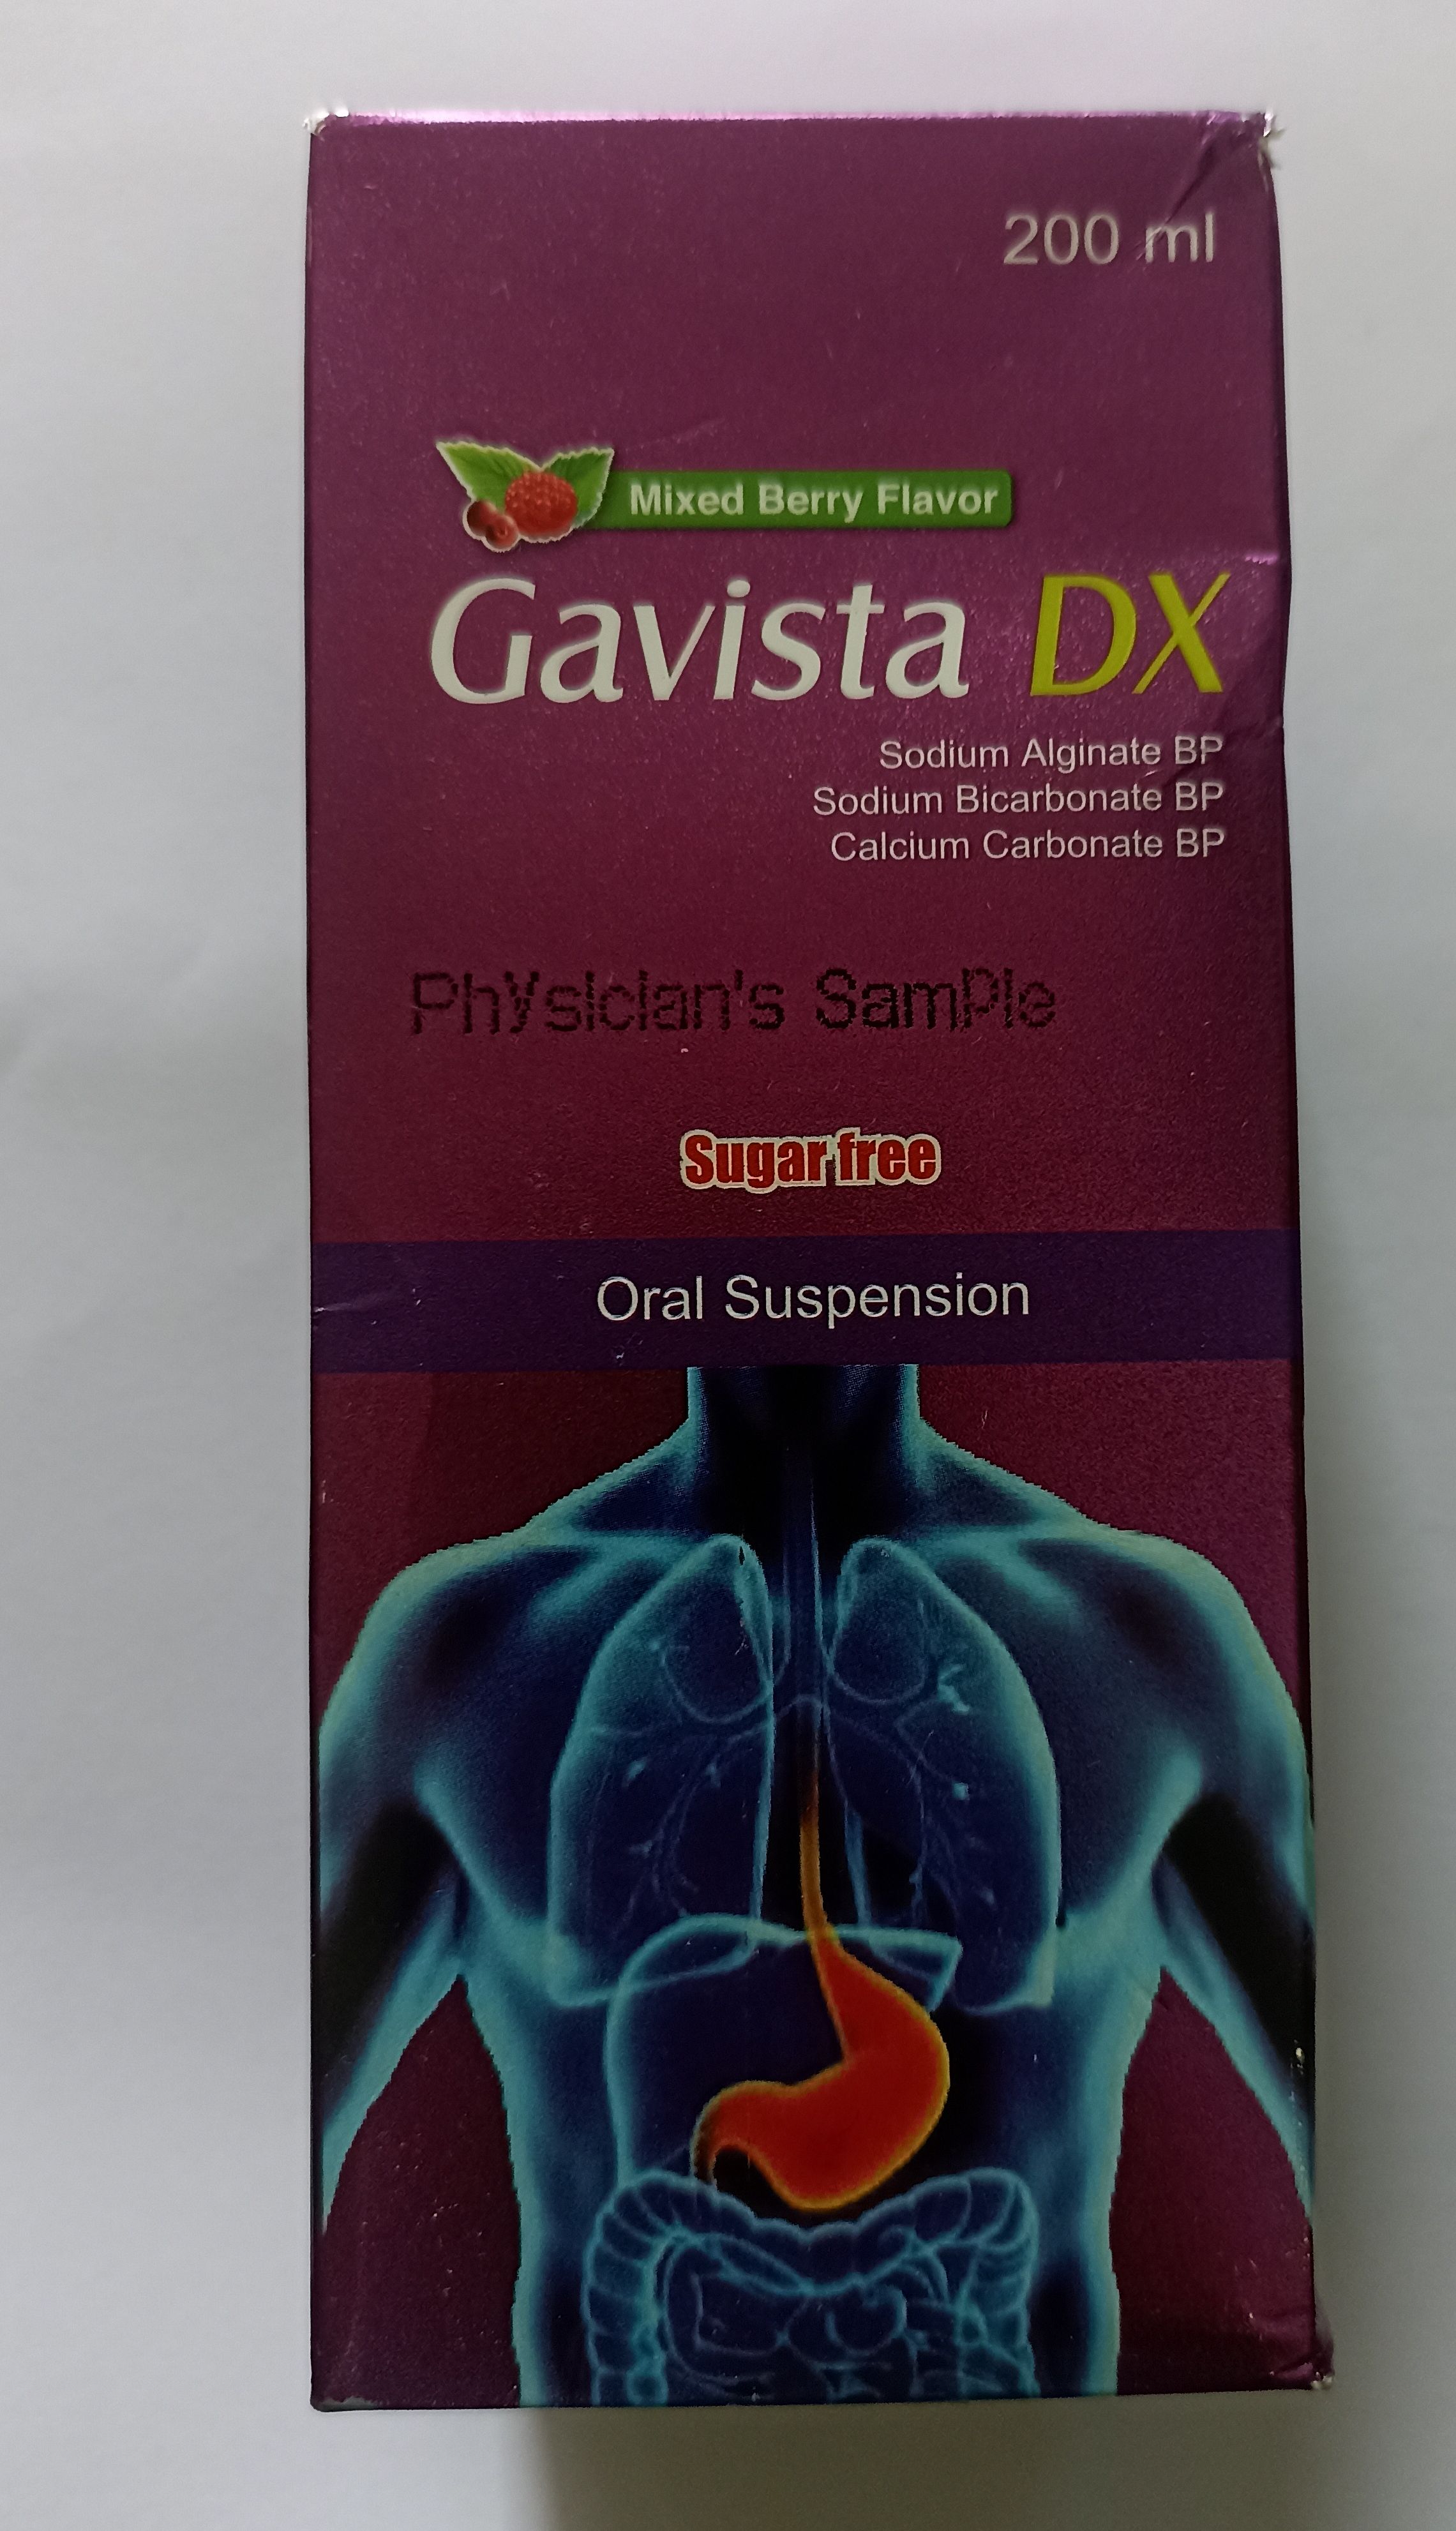 200 ml
Mixed Berry Flavor
Gavista DX
Sodium Alginate BP
Sodium Bicarbonate BP
Calcium Carbonate BP
Physician's Sample
Sugar free
Oral Suspension